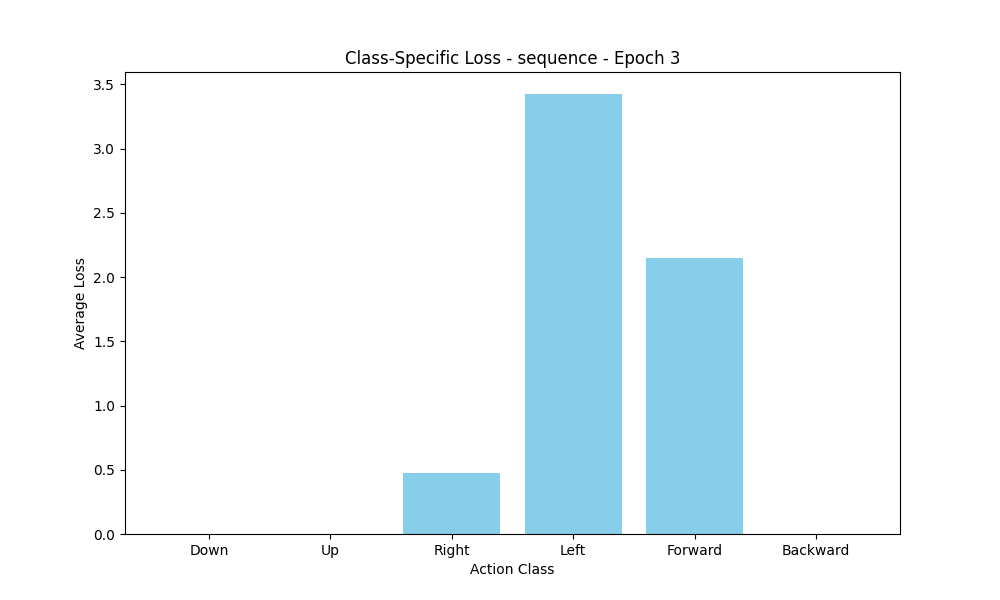 Class-Specific Loss - sequence - Epoch 3
3.5
3.0
2.5
2.0
1.5
1.0
0.5
0.0
Average Loss
Down Up Right Left Forward Backward
Action Class